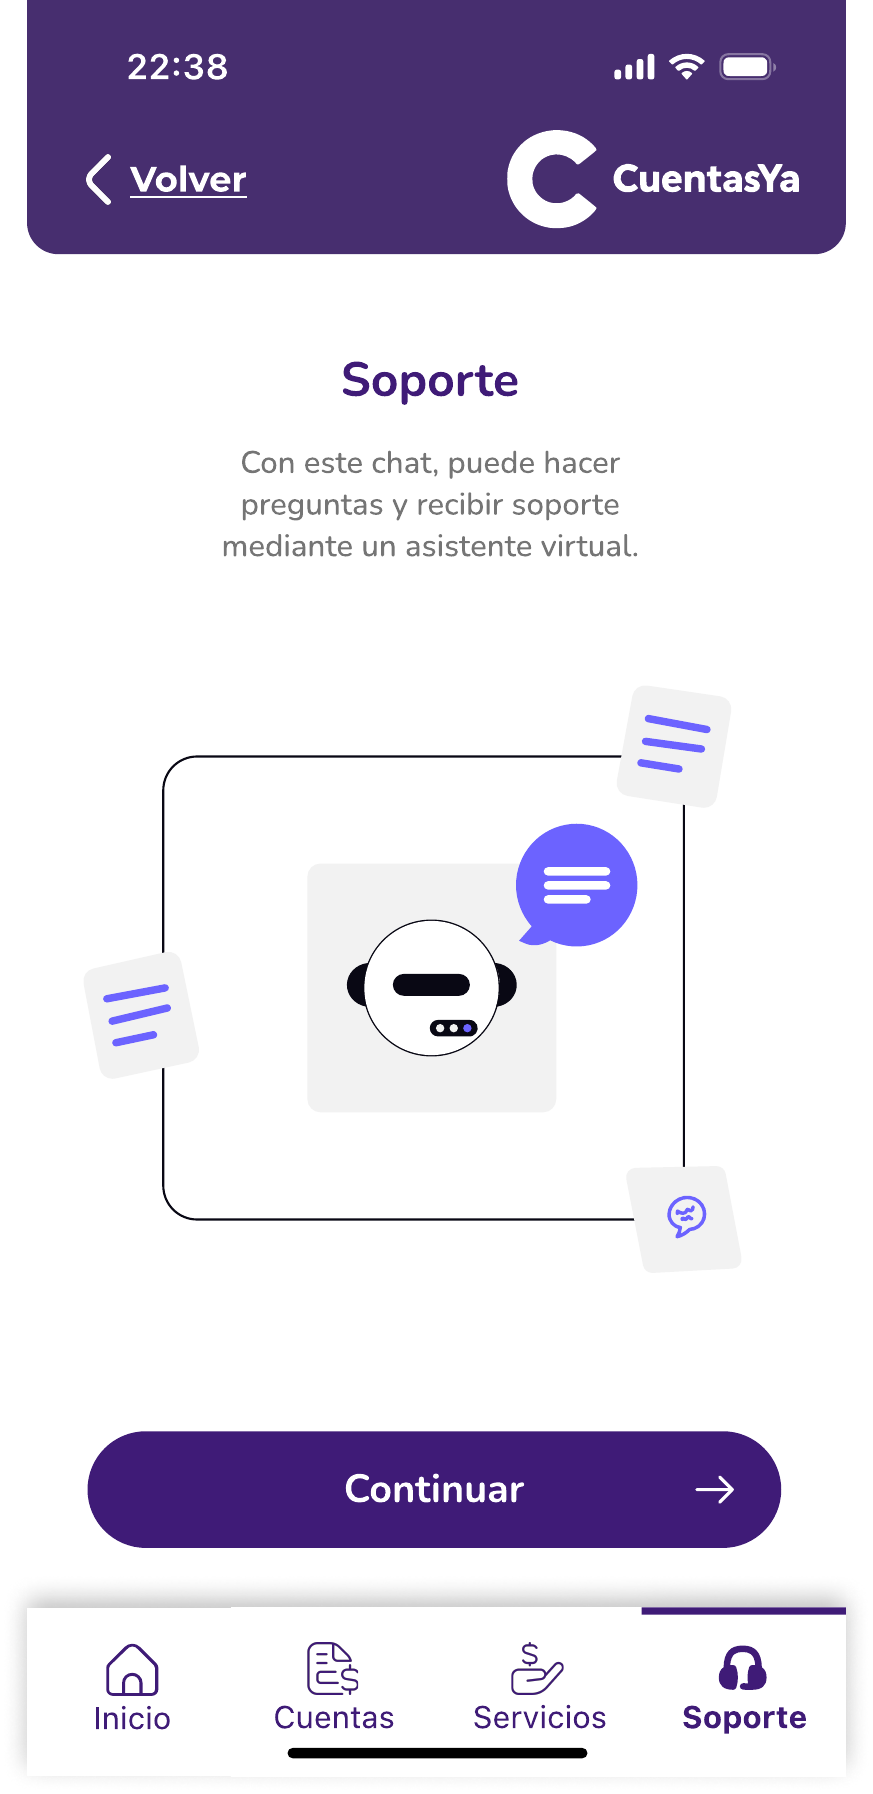 22:38
Volver
CuentasYa
Soporte
Con este chat, puede hacer
preguntas y recibir soporte
mediante un asistente virtual.
Continuar
Inicio
Cuentas
Servicios
Soporte